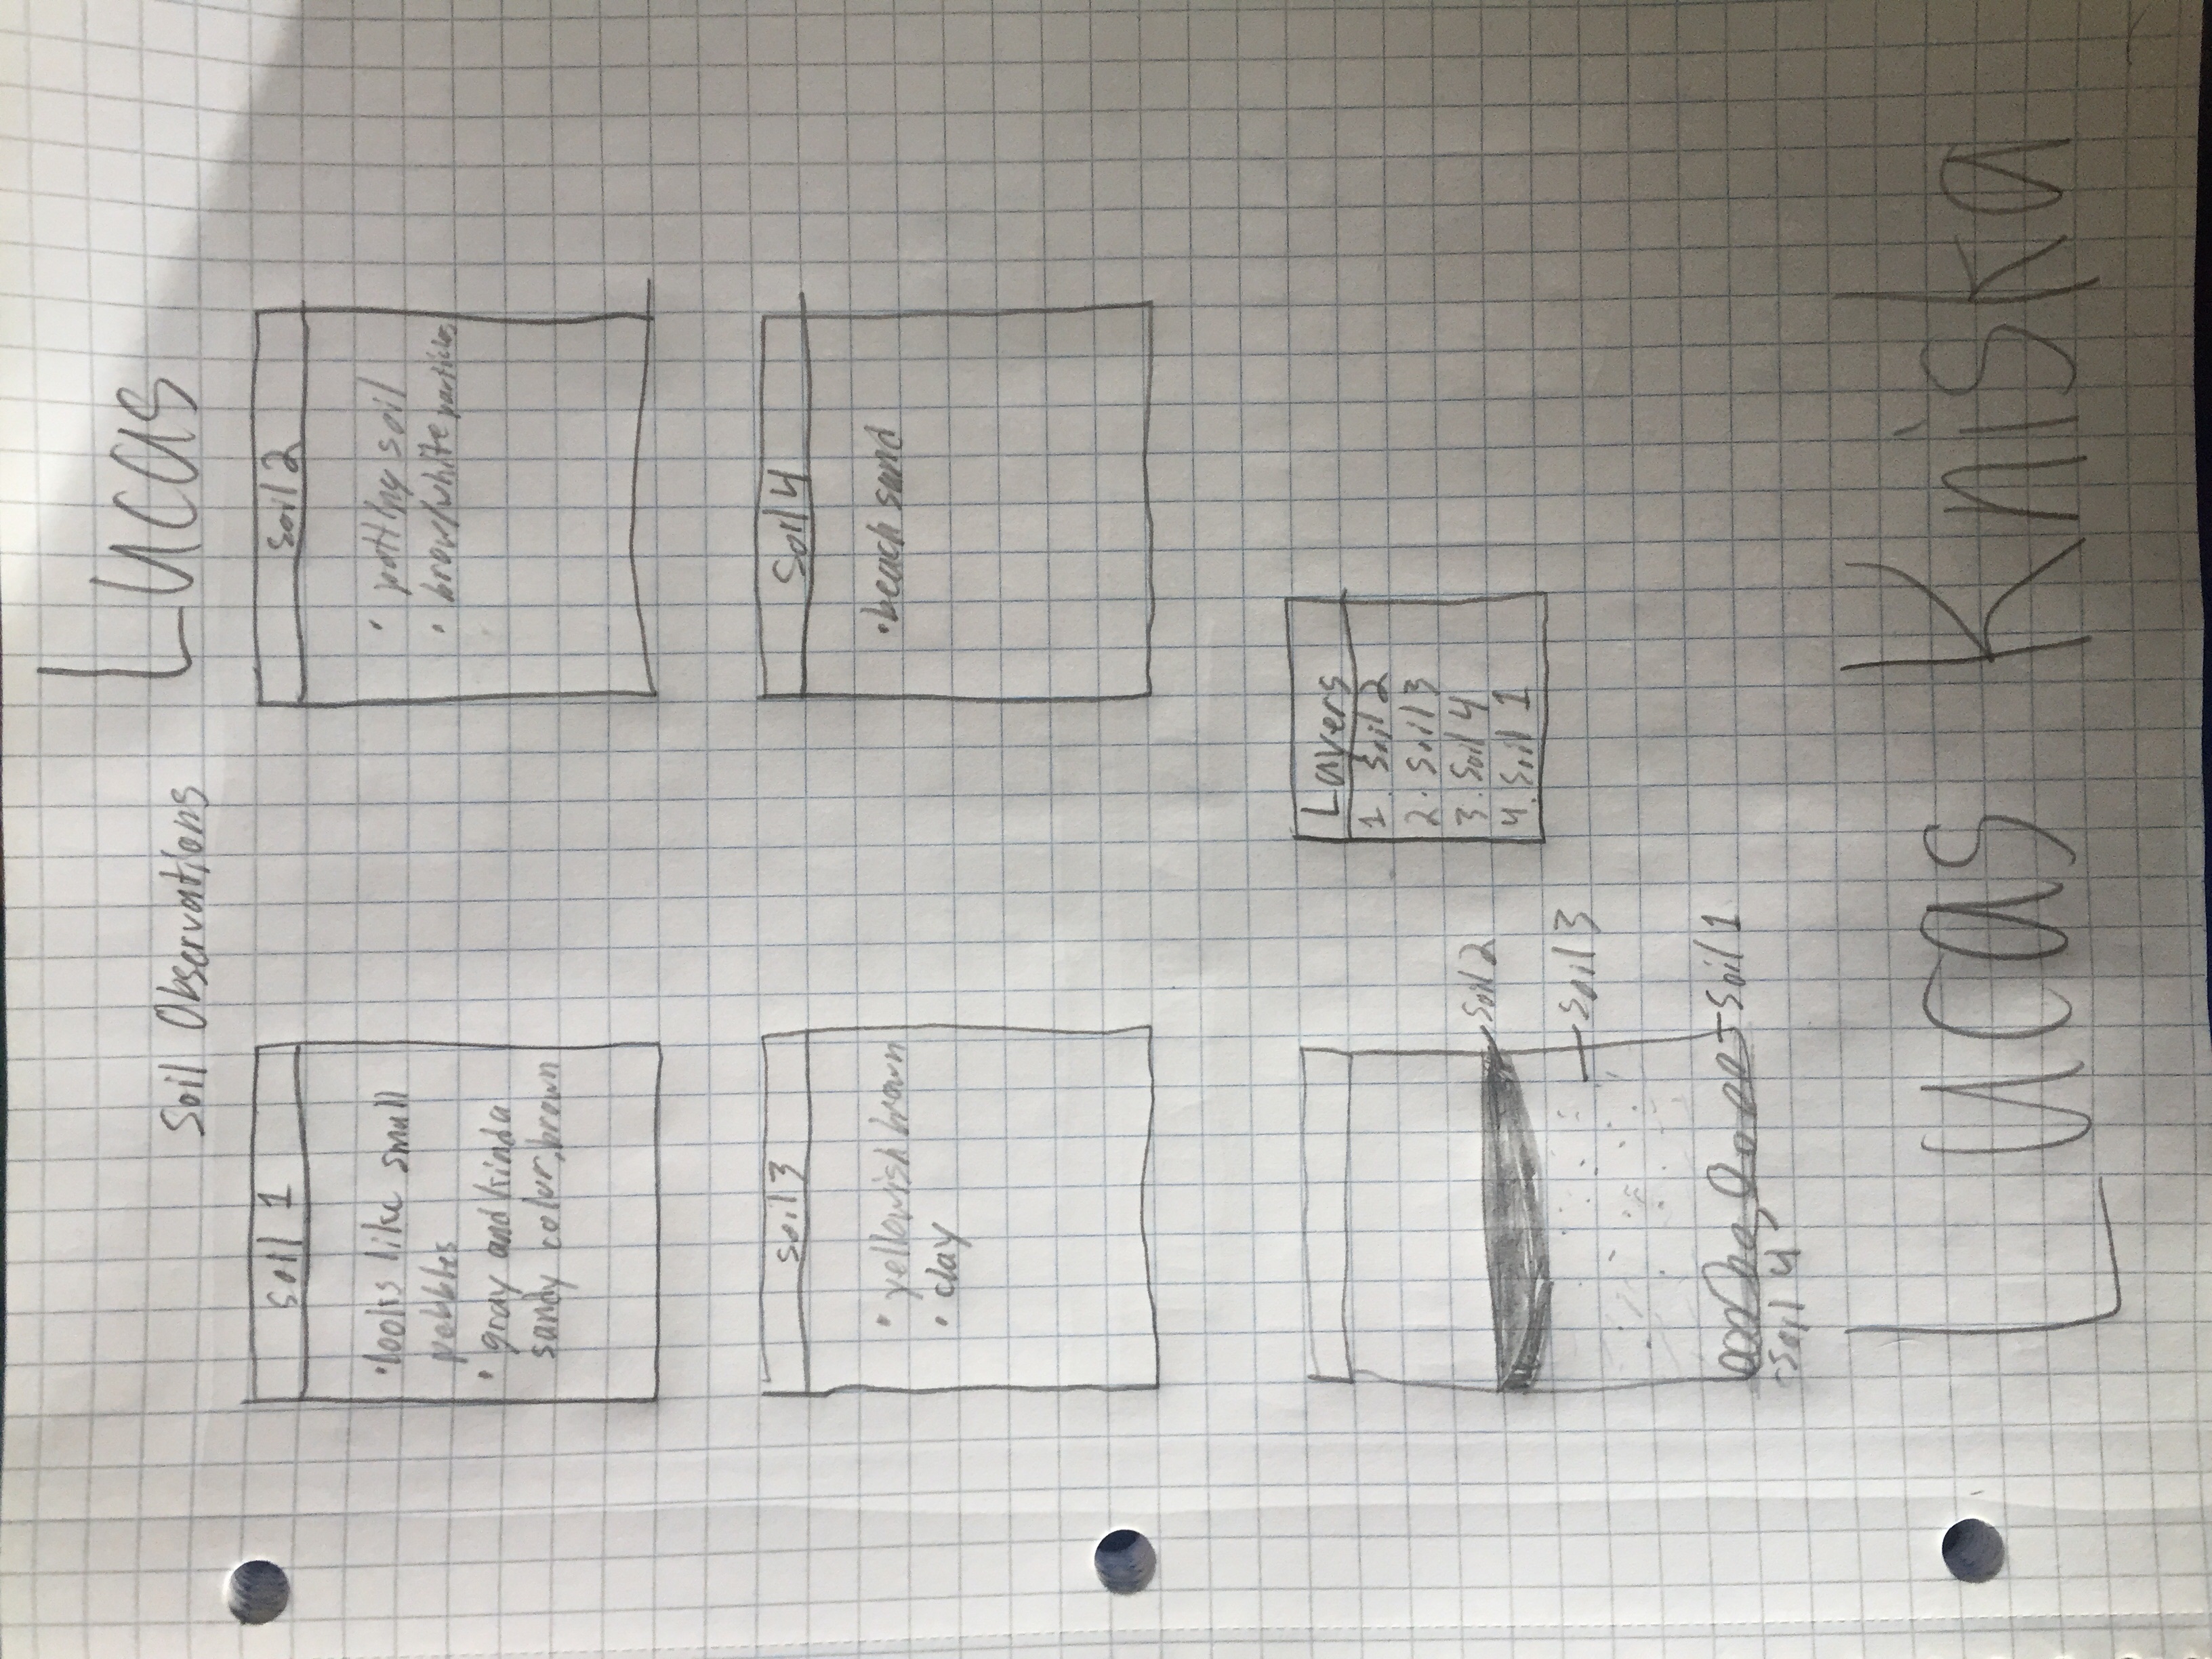 Lucas
Soil Observations
soil 1
• looks like small
pebbles
• gray and kinda
sandy color, brown
soil 2
• potting soil
• brow/white particles
soil 3
• yellowish brown
• clay
Soil 4
• beach sand
Layers
1. Soil 2
2. Soil 3
3. Soil 4
4. Soil 1
Soil 2
Soil 3
Soil 1
Soil 4
Lucas Kniska